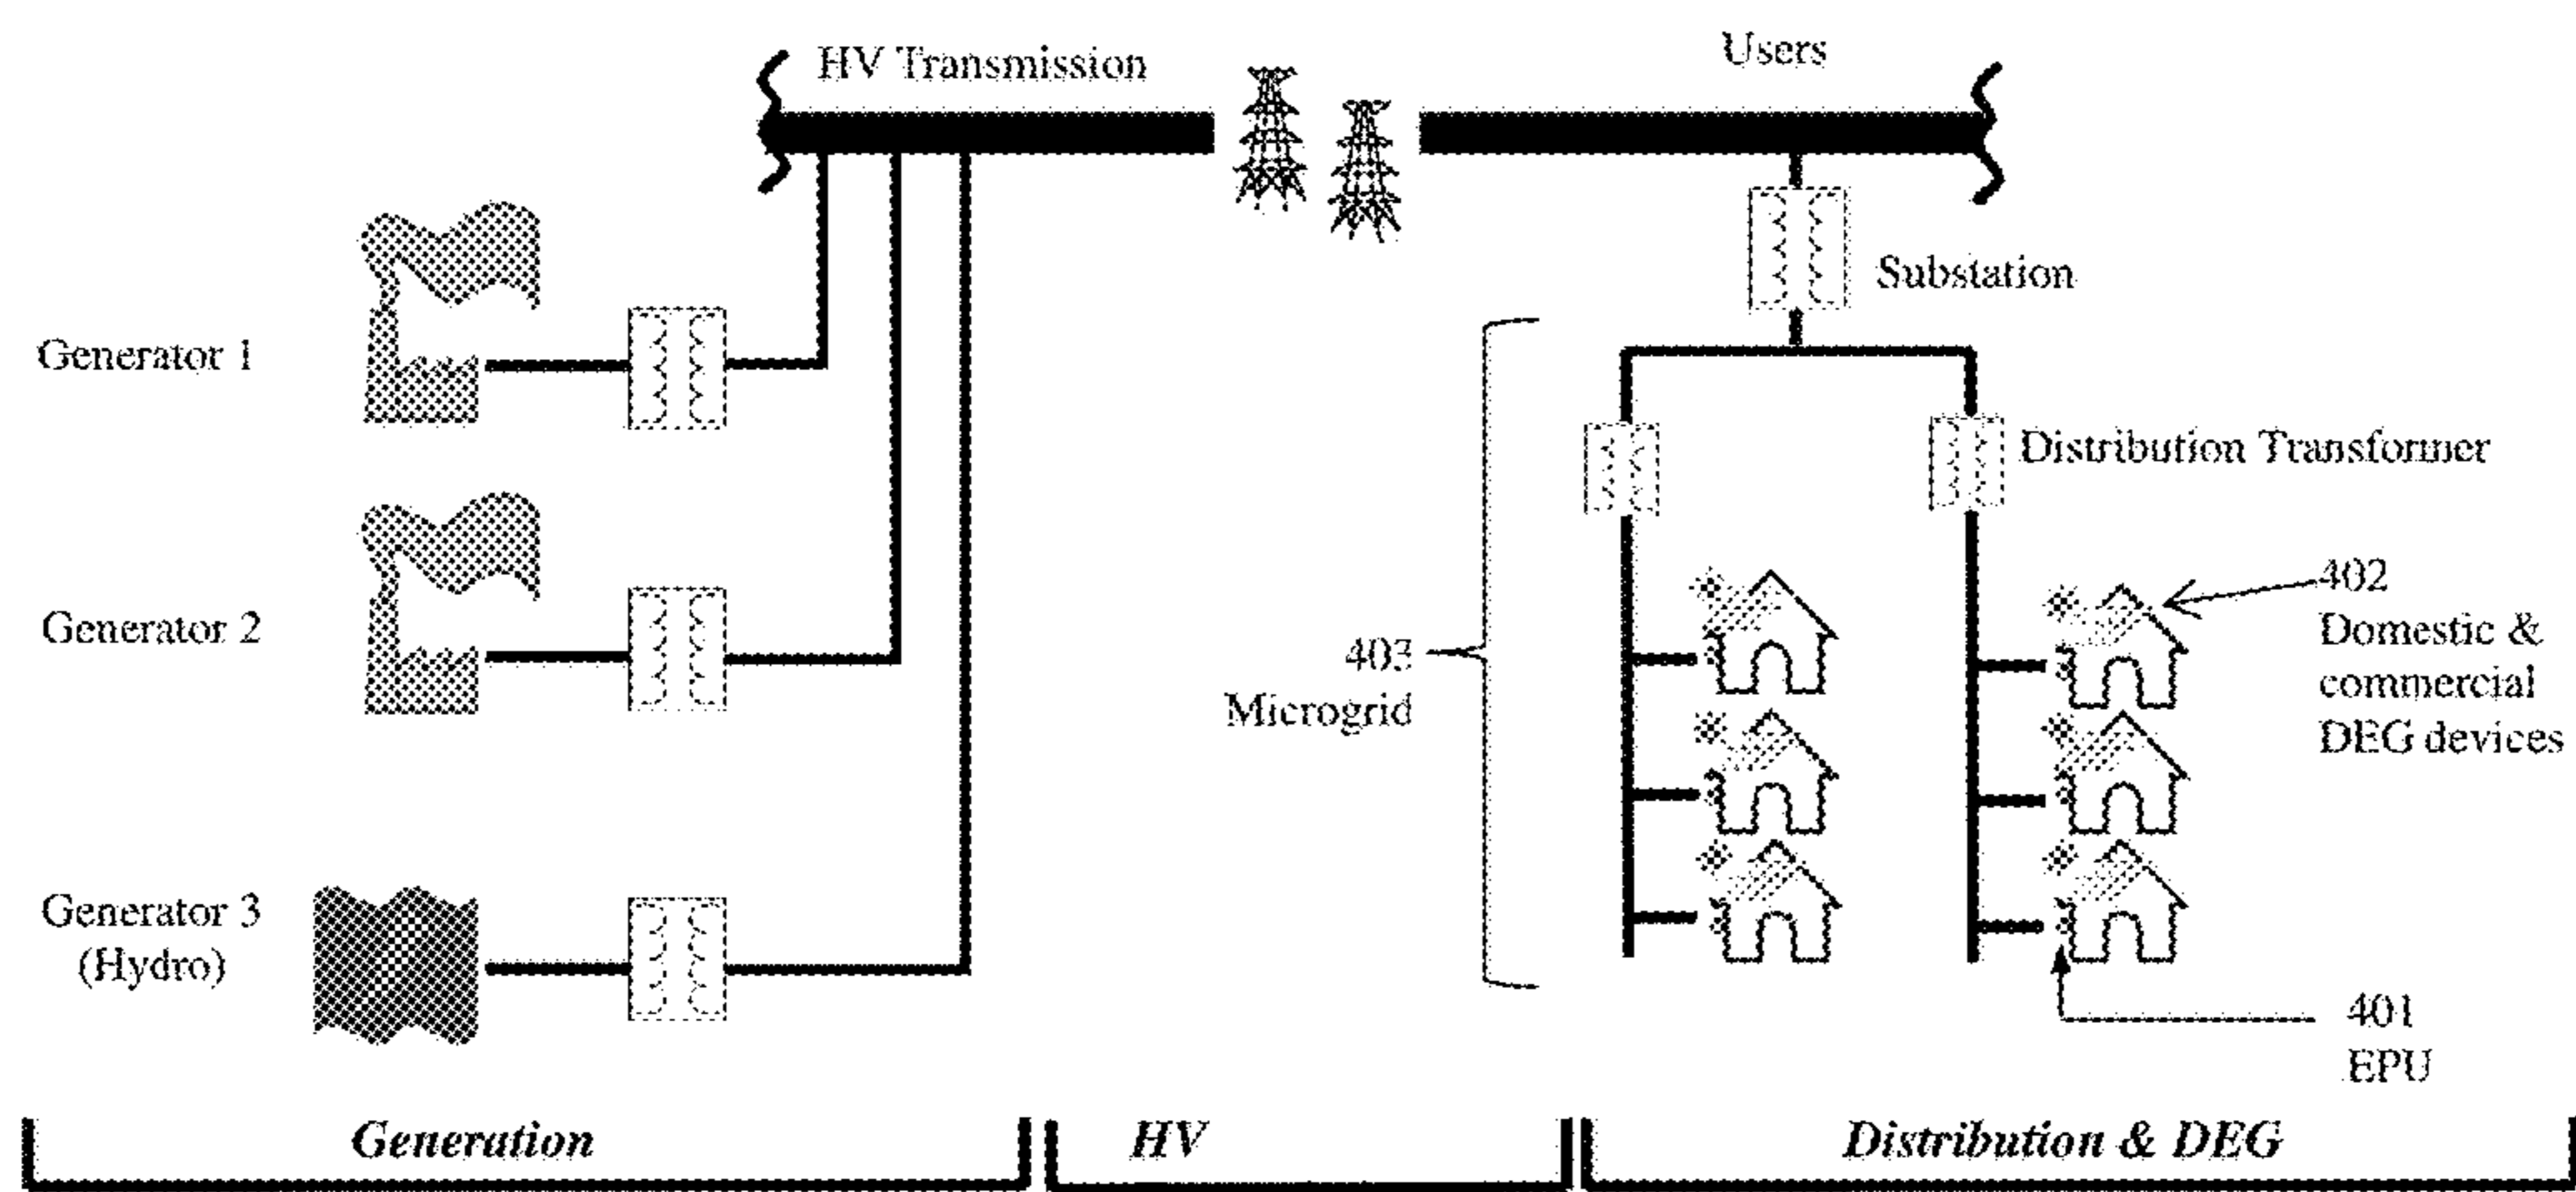 HV Transmission
Users
Substation
Generator 1
Distribution Transformer
402
Domestic &
commercial
DEG devices
Generator 2
403
Microgrid
Generator 3
(Hydro)
401
EPU
Generation
HV
Distribution & DEG